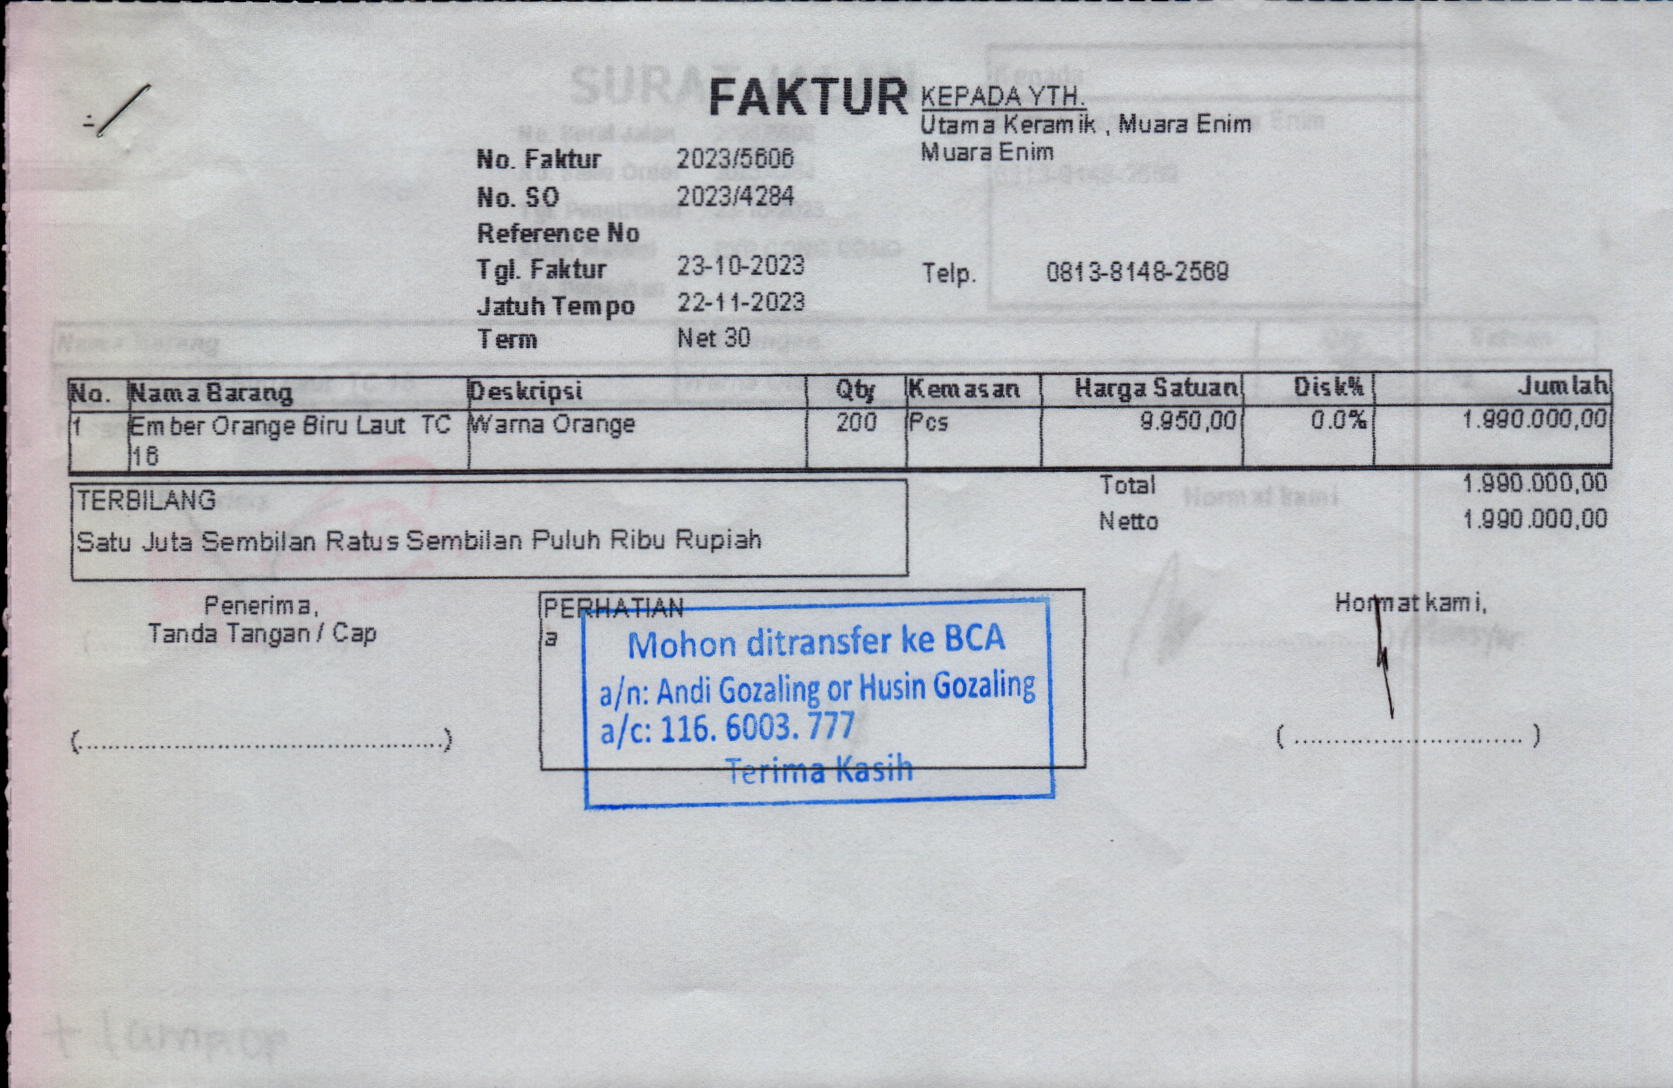 FAKTUR
KEPADA YTH.
Utama Keramik , Muara Enim
Muara Enim
No. Faktur 2023/5606
No. SO 2023/4284
Reference No
Tgl. Faktur 23-10-2023
Telp. 0813-8148-2569
Jatuh Tempo 22-11-2023
Term Net 30
No. Nama Barang Deskripsi Qty Kemasan Harga Satuan Disk% Jumlah
1 Ember Orange Biru Laut TC Warna Orange 200 Pcs 9.950,00 0.0% 1.990.000,00
16
TERBILANG
Satu Juta Sembilan Ratus Sembilan Puluh Ribu Rupiah
Total 1.990.000,00
Netto 1.990.000,00
Penerima,
Tanda Tangan / Cap
(................................................)
PERHATIAN
a
Mohon ditransfer ke BCA
a/n: Andi Gozaling or Husin Gozaling
a/c: 116. 6003. 777
Terima Kasih
Hormat kami,
( ............................. )